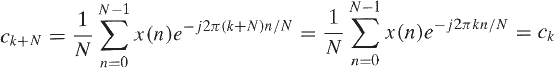 $c_{k+N} = \frac{1}{N} \sum_{n=0}^{N-1} x(n) e^{-j2\pi(k+N)n/N} = \frac{1}{N} \sum_{n=0}^{N-1} x(n) e^{-j2\pi kn/N} = c_k$